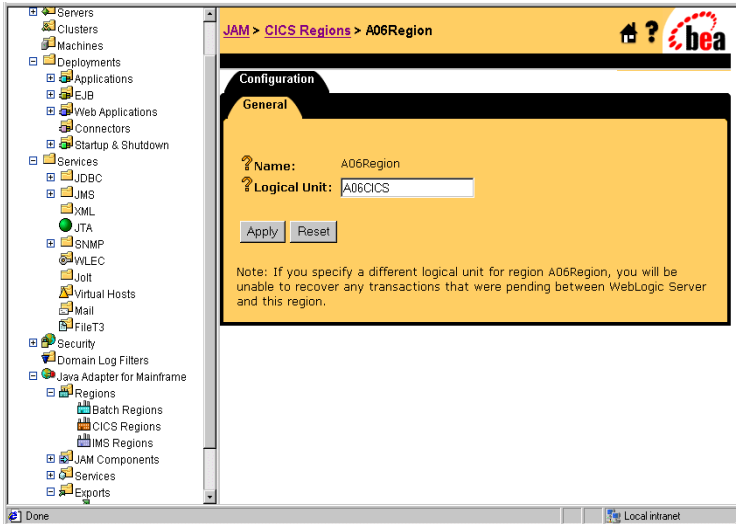 Servers
Clusters
Machines
Deployments
Applications
EJB
Web Applications
Connectors
Startup & Shutdown
Services
JDBC
JMS
XML
JTA
SNMP
WLEC
Jolt
Virtual Hosts
Mail
FileT3
Security
Domain Log Filters
Java Adapter for Mainframe
Regions
Batch Regions
CICS Regions
IMS Regions
JAM Components
Services
Exports
JAM > CICS Regions > A06Region
? bea
Configuration
General
? Name: A06Region
? Logical Unit: A06CICS
Apply Reset
Note: If you specify a different logical unit for region A06Region, you will be
unable to recover any transactions that were pending between WebLogic Server
and this region.
Done Local intranet